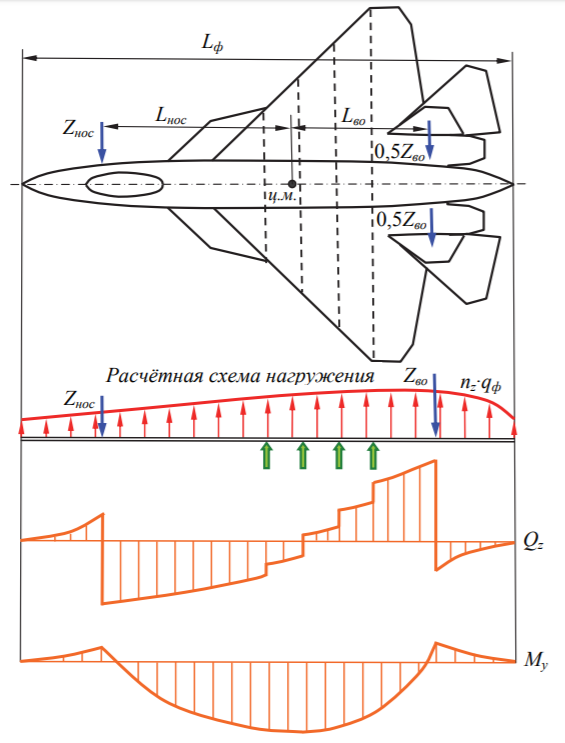 Lф
Lнос
Lво
Zнос
0,5Zво
ц.м.
0,5Zво
Расчётная схема нагружения
Zнос
Zво
nz·qф
Qz
My